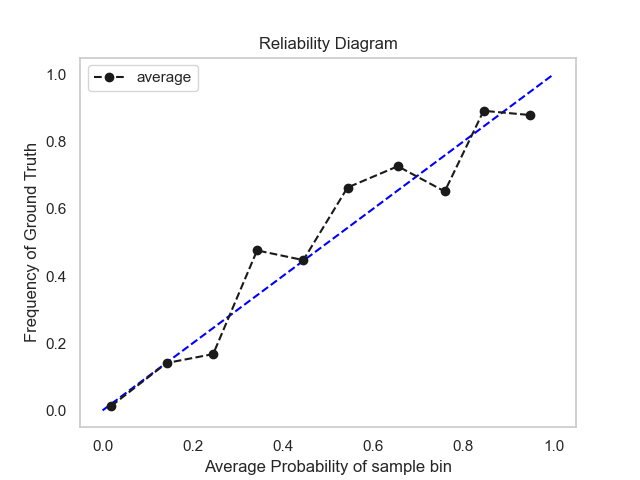 Reliability Diagram
average
1.0
0.8
0.6
0.4
0.2
0.0
Frequency of Ground Truth
0.0 0.2 0.4 0.6 0.8 1.0
Average Probability of sample bin